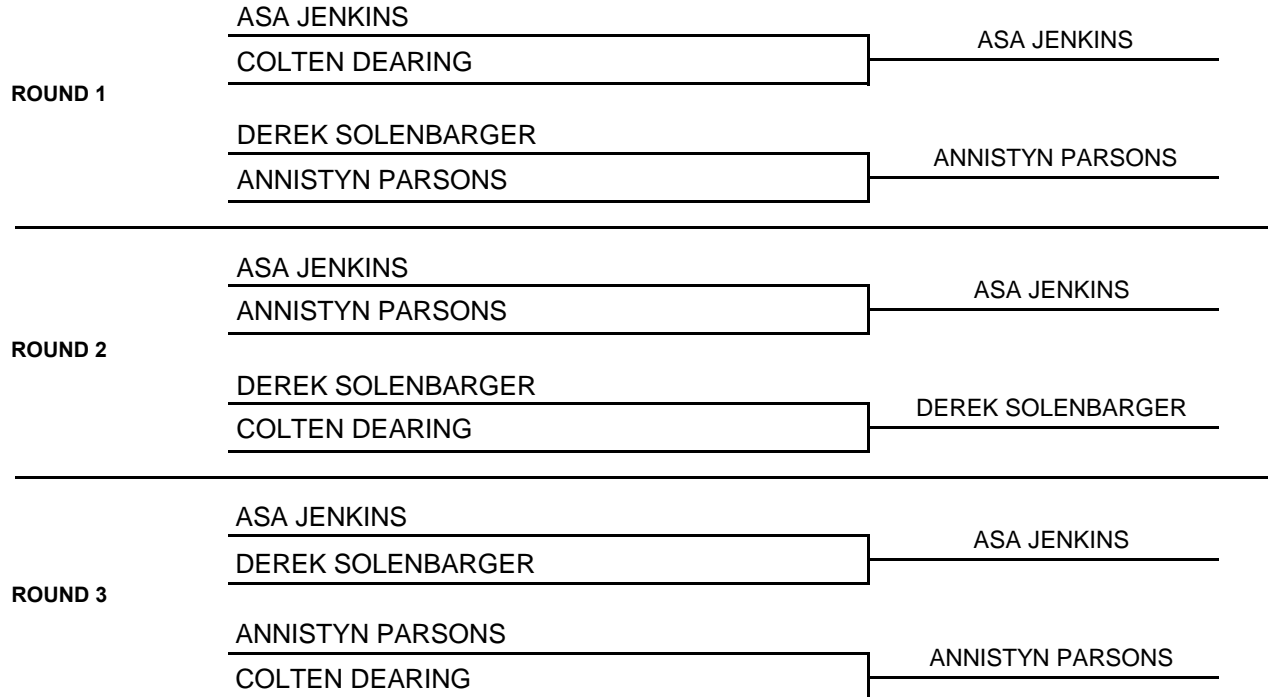 ASA JENKINS
COLTEN DEARING
ASA JENKINS
ROUND 1
DEREK SOLENBARGER
ANNISTYN PARSONS
ANNISTYN PARSONS
ASA JENKINS
ANNISTYN PARSONS
ASA JENKINS
ROUND 2
DEREK SOLENBARGER
COLTEN DEARING
DEREK SOLENBARGER
ASA JENKINS
DEREK SOLENBARGER
ASA JENKINS
ROUND 3
ANNISTYN PARSONS
COLTEN DEARING
ANNISTYN PARSONS